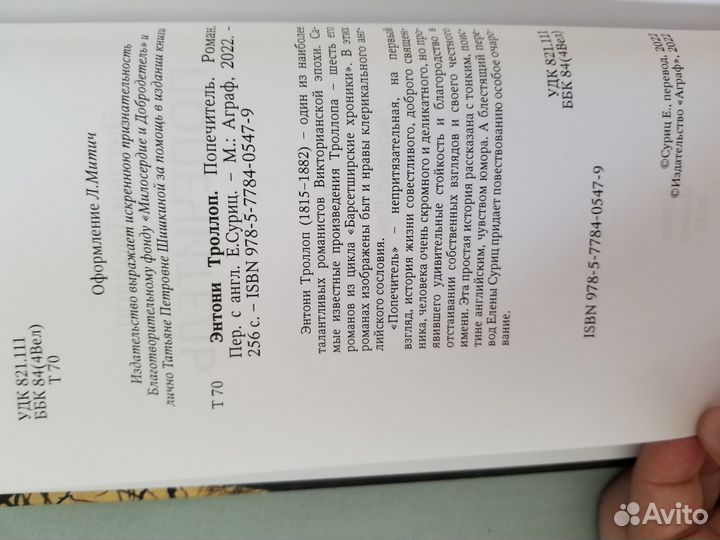 УДК 821.111
ББК 84(4Вел)
Т 70
Оформление Л.Митич
Издательство выражает искреннюю признательность
Благотворительному фонду «Милосердие и Добродетель» и
лично Татьяне Петровне Шишкиной за помощь в издании книги
Энтони Троллоп. Попечитель. Роман.
Т 70 Пер. с англ. Е.Суриц. – М.: Аграф, 2022. -
256 с. – ISBN 978-5-7784-0547-9
Энтони Троллоп (1815–1882) – один из наиболее
талантливых романистов Викторианской эпохи. Са-
мые известные произведения Троллопа – шесть его
романов из цикла «Барсетширские хроники». В этих
романах изображены быт и нравы клерикального анг-
лийского сословия.
«Попечитель» – непритязательная, на первый
взгляд, история жизни совестливого, доброго священ-
ника, человека очень скромного и деликатного, но про-
явившего удивительные стойкость и благородство в
отстаивании собственных взглядов и своего честного
имени. Эта простая история рассказана с тонким, поис-
тине английским, чувством юмора. А блестящий пере-
вод Елены Суриц придает повествованию особое очаро-
вание.
УДК 821.111
ББК 84(4Вел)
©Суриц Е., перевод, 2022
©Издательство «Аграф», 2022
ISBN 978-5-7784-0547-9
Avito